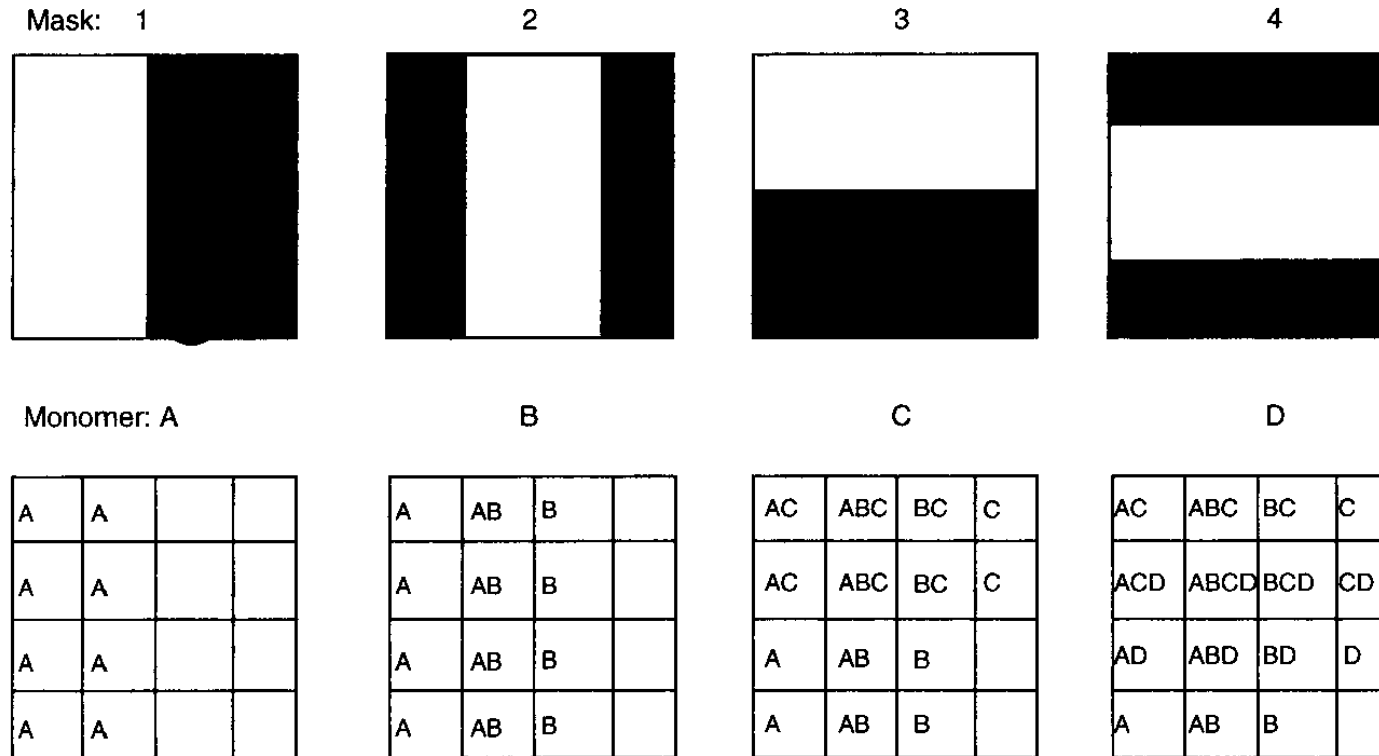 Mask: 1 2 3 4
Monomer: A B C D
A A A AB B AC ABC BC C AC ABC BC C
A A A AB B AC ABC BC C ACD ABCD BCD CD
A A A AB B A AB B AD ABD BD D
A A A AB B A AB B A AB B